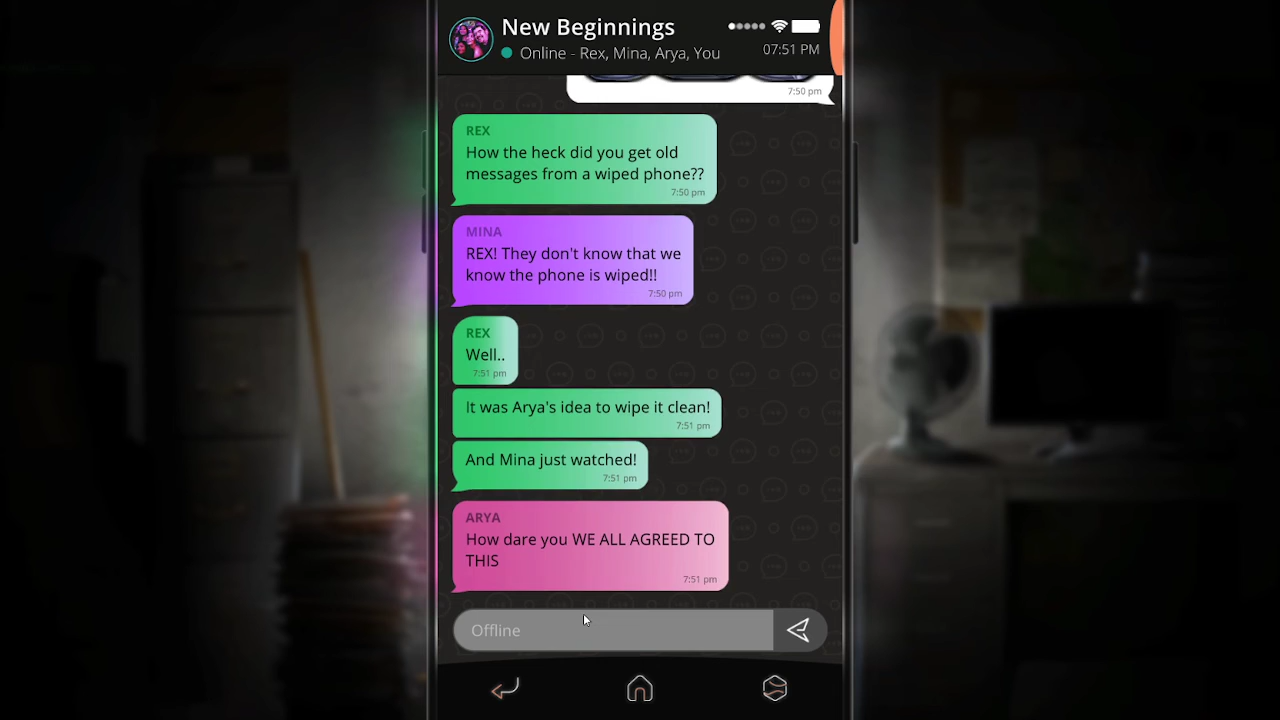 New Beginnings
Online - Rex, Mina, Arya, You
07:51 PM
7:50 pm
REX
How the heck did you get old
messages from a wiped phone??
7:50 pm
MINA
REX! They don't know that we
know the phone is wiped!!
7:50 pm
REX
Well..
7:51 pm
It was Arya's idea to wipe it clean!
7:51 pm
And Mina just watched!
7:51 pm
ARYA
How dare you WE ALL AGREED TO
THIS
7:51 pm
Offline